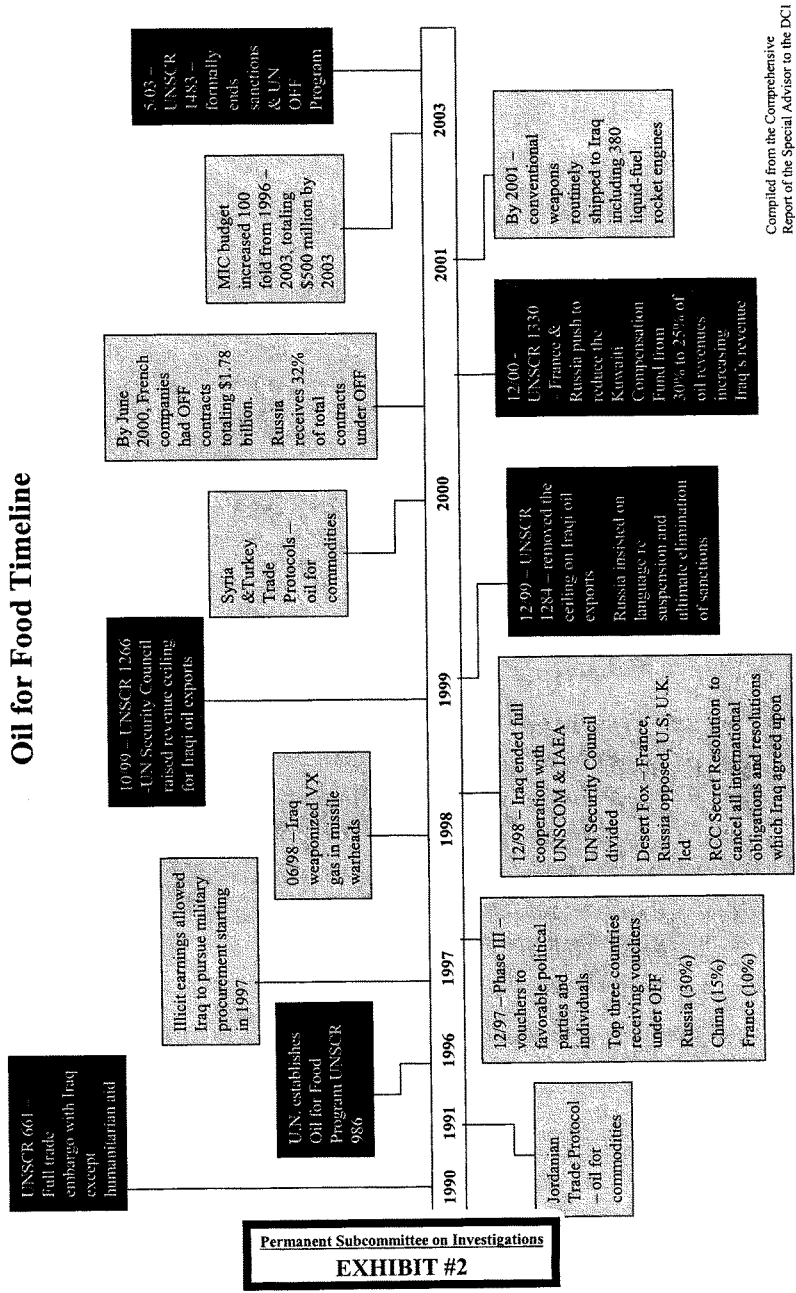 Oil for Food Timeline
UNSCR 661 –
Full trade
embargo with Iraq
except
humanitarian aid
U.N. establishes
Oil for Food
Program UNSCR
986
Illicit earnings allowed
Iraq to pursue military
procurement starting
in 1997
06/98 – Iraq
weaponized VX
gas in missile
warheads
10/99 – UNSCR 1266
-UN Security Council
raised revenue ceiling
for Iraqi oil exports
Syria
&Turkey
Trade
Protocols –
oil for
commodities
By June
2000, French
companies
had OFF
contracts
totaling $1.78
billion.
Russia
receives 32%
of total
contracts
under OFF
MIC budget
increased 100
fold from 1996 –
2003, totaling
$500 million by
2003
5.03 –
UNSCR
1483 –
formally
ends
sanctions
& UN
OFF
Program
1990
1991
1996
1997
1998
1999
2000
2001
2003
Jordanian
Trade Protocol
– oil for
commodities
12/97 – Phase III –
vouchers to
favorable political
parties and
individuals
Top three countries
receiving vouchers
under OFF
Russia (30%)
China (15%)
France (10%)
12/98 – Iraq ended full
cooperation with
UNSCOM & IAEA
UN Security Council
divided
Desert Fox – France,
Russia opposed, U.S, U.K.
led
RCC Secret Resolution to
cancel all international
obligations and resolutions
which Iraq agreed upon
12/99 – UNSCR
1284 – removed the
ceiling on Iraqi oil
exports
Russia insisted on
language re
suspension and
ultimate elimination
of sanctions
12/00 -
UNSCR 1330
- France &
Russia push to
reduce the
Kuwaiti
Compensation
Fund from
30% to 25% of
oil revenues
increasing
Iraq's revenue
By 2001 –
conventional
weapons
routinely
shipped to Iraq
including 380
liquid-fuel
rocket engines
Compiled from the Comprehensive
Report of the Special Advisor to the DCI
Permanent Subcommittee on Investigations
EXHIBIT #2